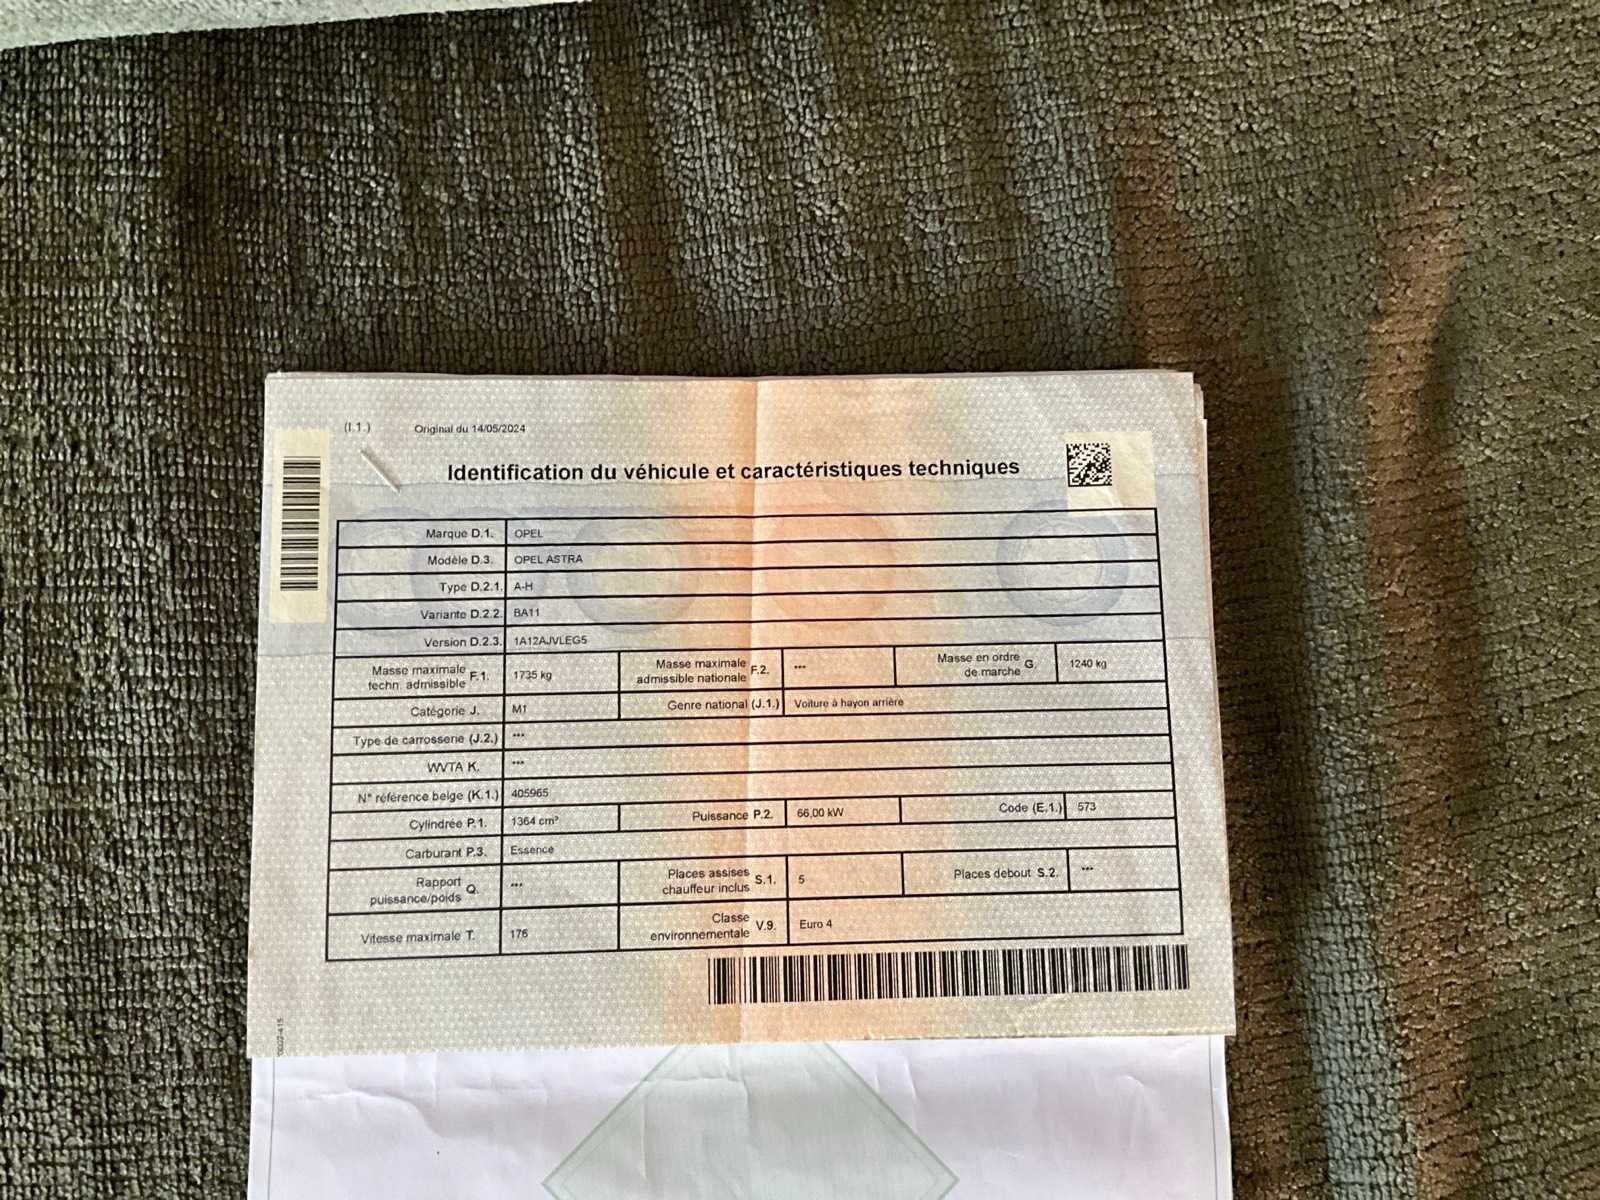 (I.1.) Original du 14/05/2024
Identification du véhicule et caractéristiques techniques
Marque D.1. OPEL
Modèle D.3. OPEL ASTRA
Type D.2.1. A-H
Variante D.2.2. BA11
Version D.2.3. 1A12AJVLEG5
Masse maximale techn. admissible F.1. 1735 kg Masse maximale admissible nationale F.2. *** Masse en ordre de marche G. 1240 kg
Catégorie J. M1 Genre national (J.1.) Voiture à hayon arrière
Type de carrosserie (J.2.) ***
WVTA K. ***
N° référence belge (K.1.) 405965
Cylindrée P.1. 1364 cm³ Puissance P.2. 66,00 kW Code (E.1.) 573
Carburant P.3. Essence
Rapport puissance/poids Q. *** Places assises chauffeur inclus S.1. 5 Places debout S.2. ***
Vitesse maximale T. 176 Classe environnementale V.9. Euro 4